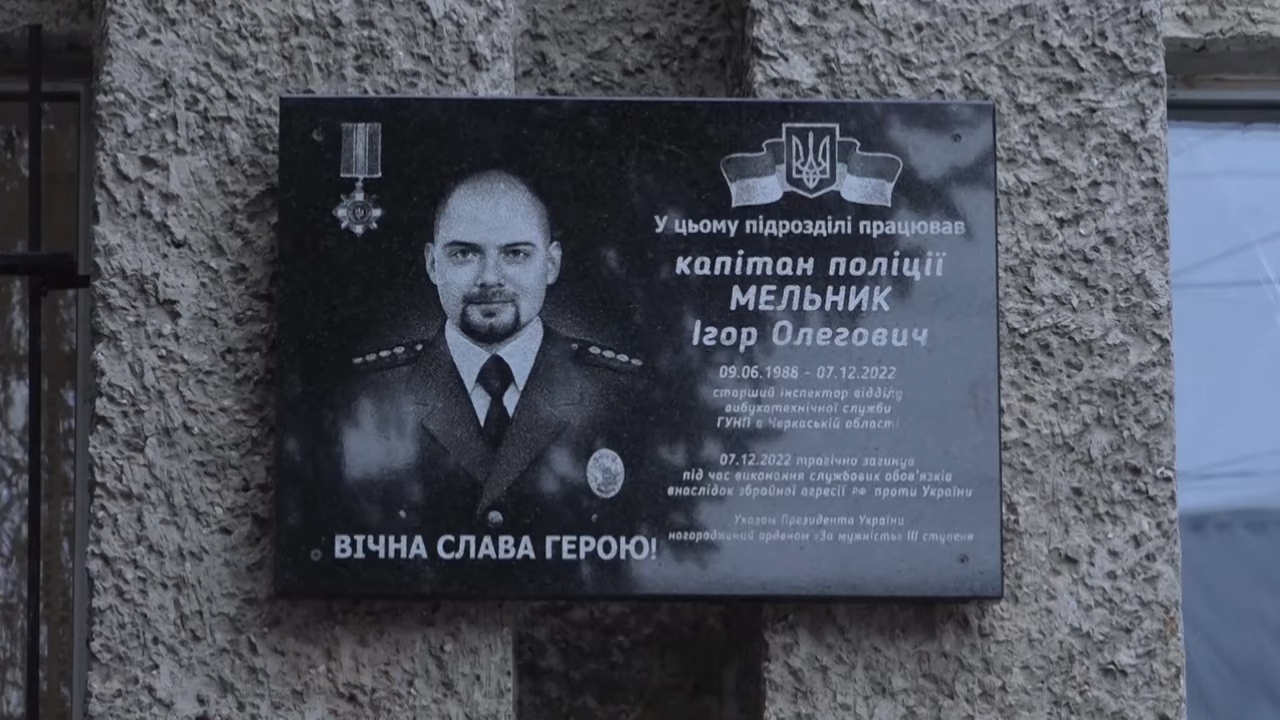 У цьому підрозділі працював
капітан поліції
МЕЛЬНИК
Ігор Олегович
09.06.1988 - 07.12.2022
старший інспектор відділу
вибухотехнічної служби
ГУНП в Черкаській області
07.12.2022 трагічно загинув
під час виконання службових обов'язків
внаслідок збройної агресії РФ проти України
Указом Президента України
нагороджений орденом «За мужність» ІІІ ступеня
ВІЧНА СЛАВА ГЕРОЮ!